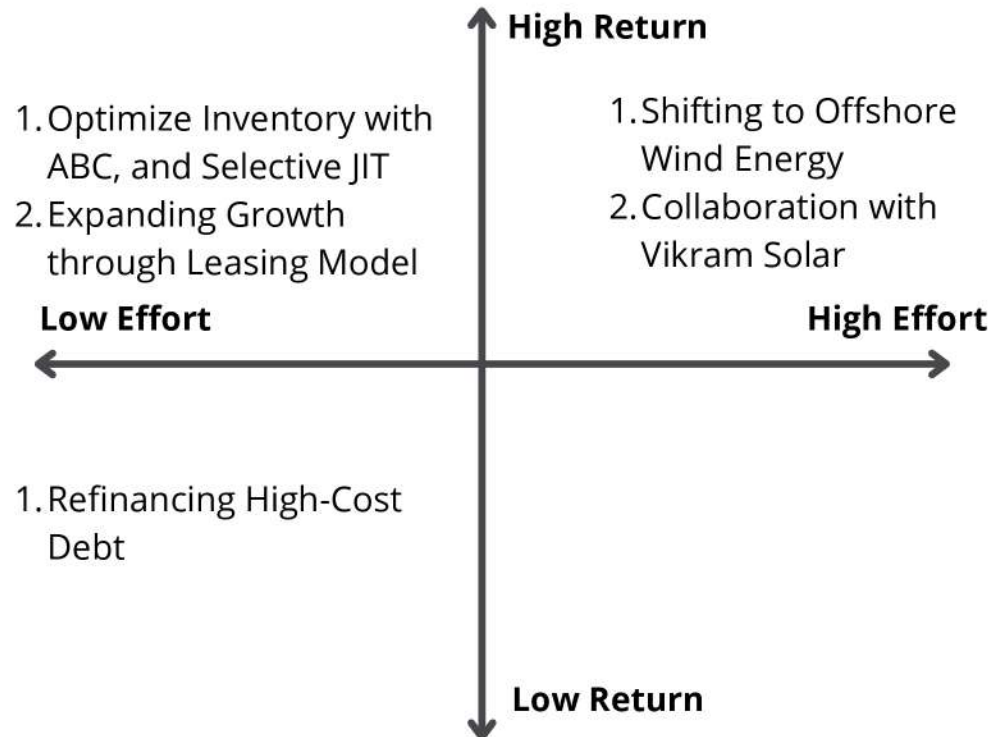 High Return
1. Optimize Inventory with
ABC, and Selective JIT
2. Expanding Growth
through Leasing Model
1. Shifting to Offshore
Wind Energy
2. Collaboration with
Vikram Solar
Low Effort
High Effort
1. Refinancing High-Cost
Debt
Low Return